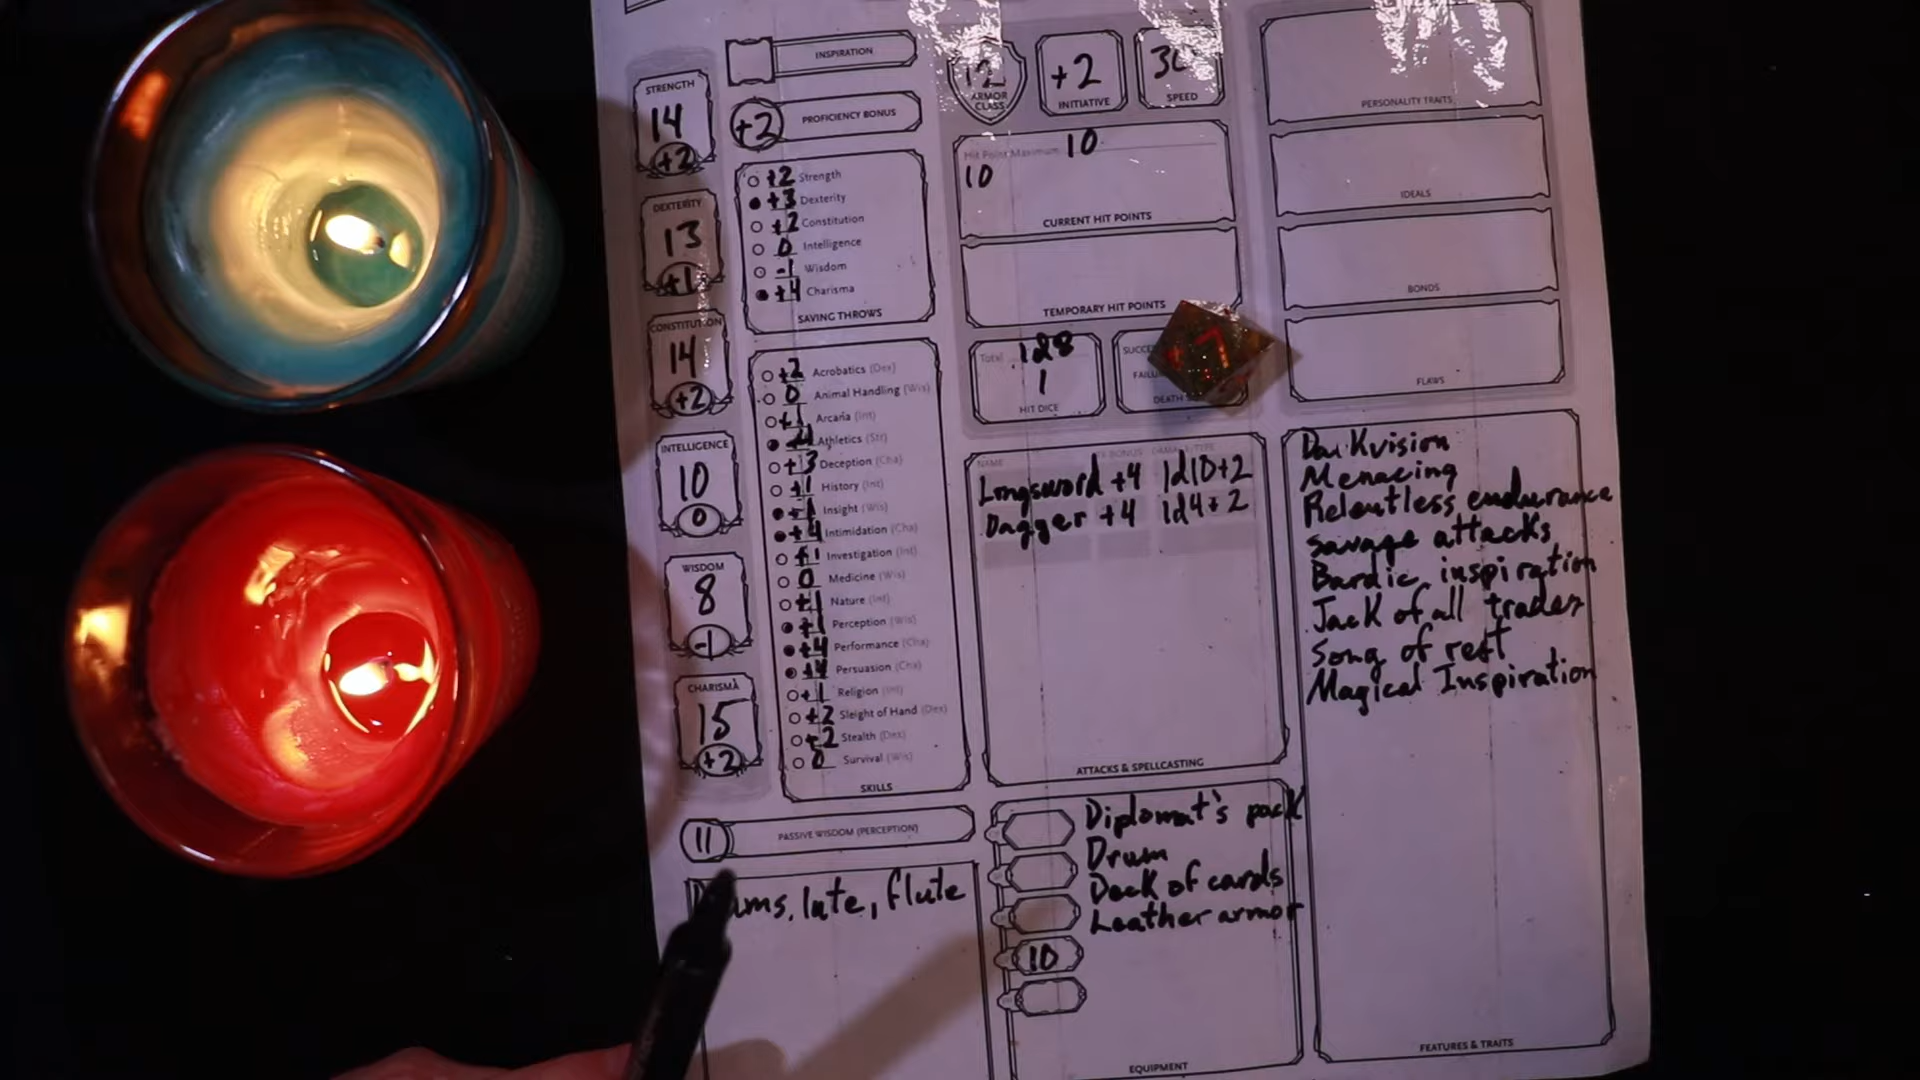 STRENGTH
14
+2
DEXTERITY
13
+1
CONSTITUTION
14
+2
INTELLIGENCE
10
0
WISDOM
8
-1
CHARISMA
15
+2
INSPIRATION
+2 PROFICIENCY BONUS
+2 Strength
+3 Dexterity
+2 Constitution
0 Intelligence
-1 Wisdom
+4 Charisma
SAVING THROWS
+2 Acrobatics (Dex)
0 Animal Handling (Wis)
+1 Arcana (Int)
Athletics (Str)
+3 Deception (Cha)
+1 History (Int)
+1 Insight (Wis)
+4 Intimidation (Cha)
+1 Investigation (Int)
0 Medicine (Wis)
+1 Nature (Int)
+1 Perception (Wis)
+4 Performance (Cha)
+4 Persuasion (Cha)
+1 Religion (Int)
+2 Sleight of Hand (Dex)
+2 Stealth (Dex)
0 Survival (Wis)
SKILLS
11 PASSIVE WISDOM (PERCEPTION)
lute, flute
12
ARMOR
CLASS
+2
INITIATIVE
SPEED
Hit Point Maximum 10
10
CURRENT HIT POINTS
TEMPORARY HIT POINTS
Total 1d8
1
HIT DICE
DEATH
NAME
Longsword +4 1d10+2
Dagger +4 1d4+2
ATTACKS & SPELLCASTING
Diplomat's pack
Drum
Deck of cards
Leather armor
10
EQUIPMENT
PERSONALITY TRAITS
IDEALS
BONDS
FLAWS
Darkvision
Menacing
Relentless endurance
savage attacks
Bardic inspiration
Jack of all trades
Song of rest
Magical Inspiration
FEATURES & TRAITS